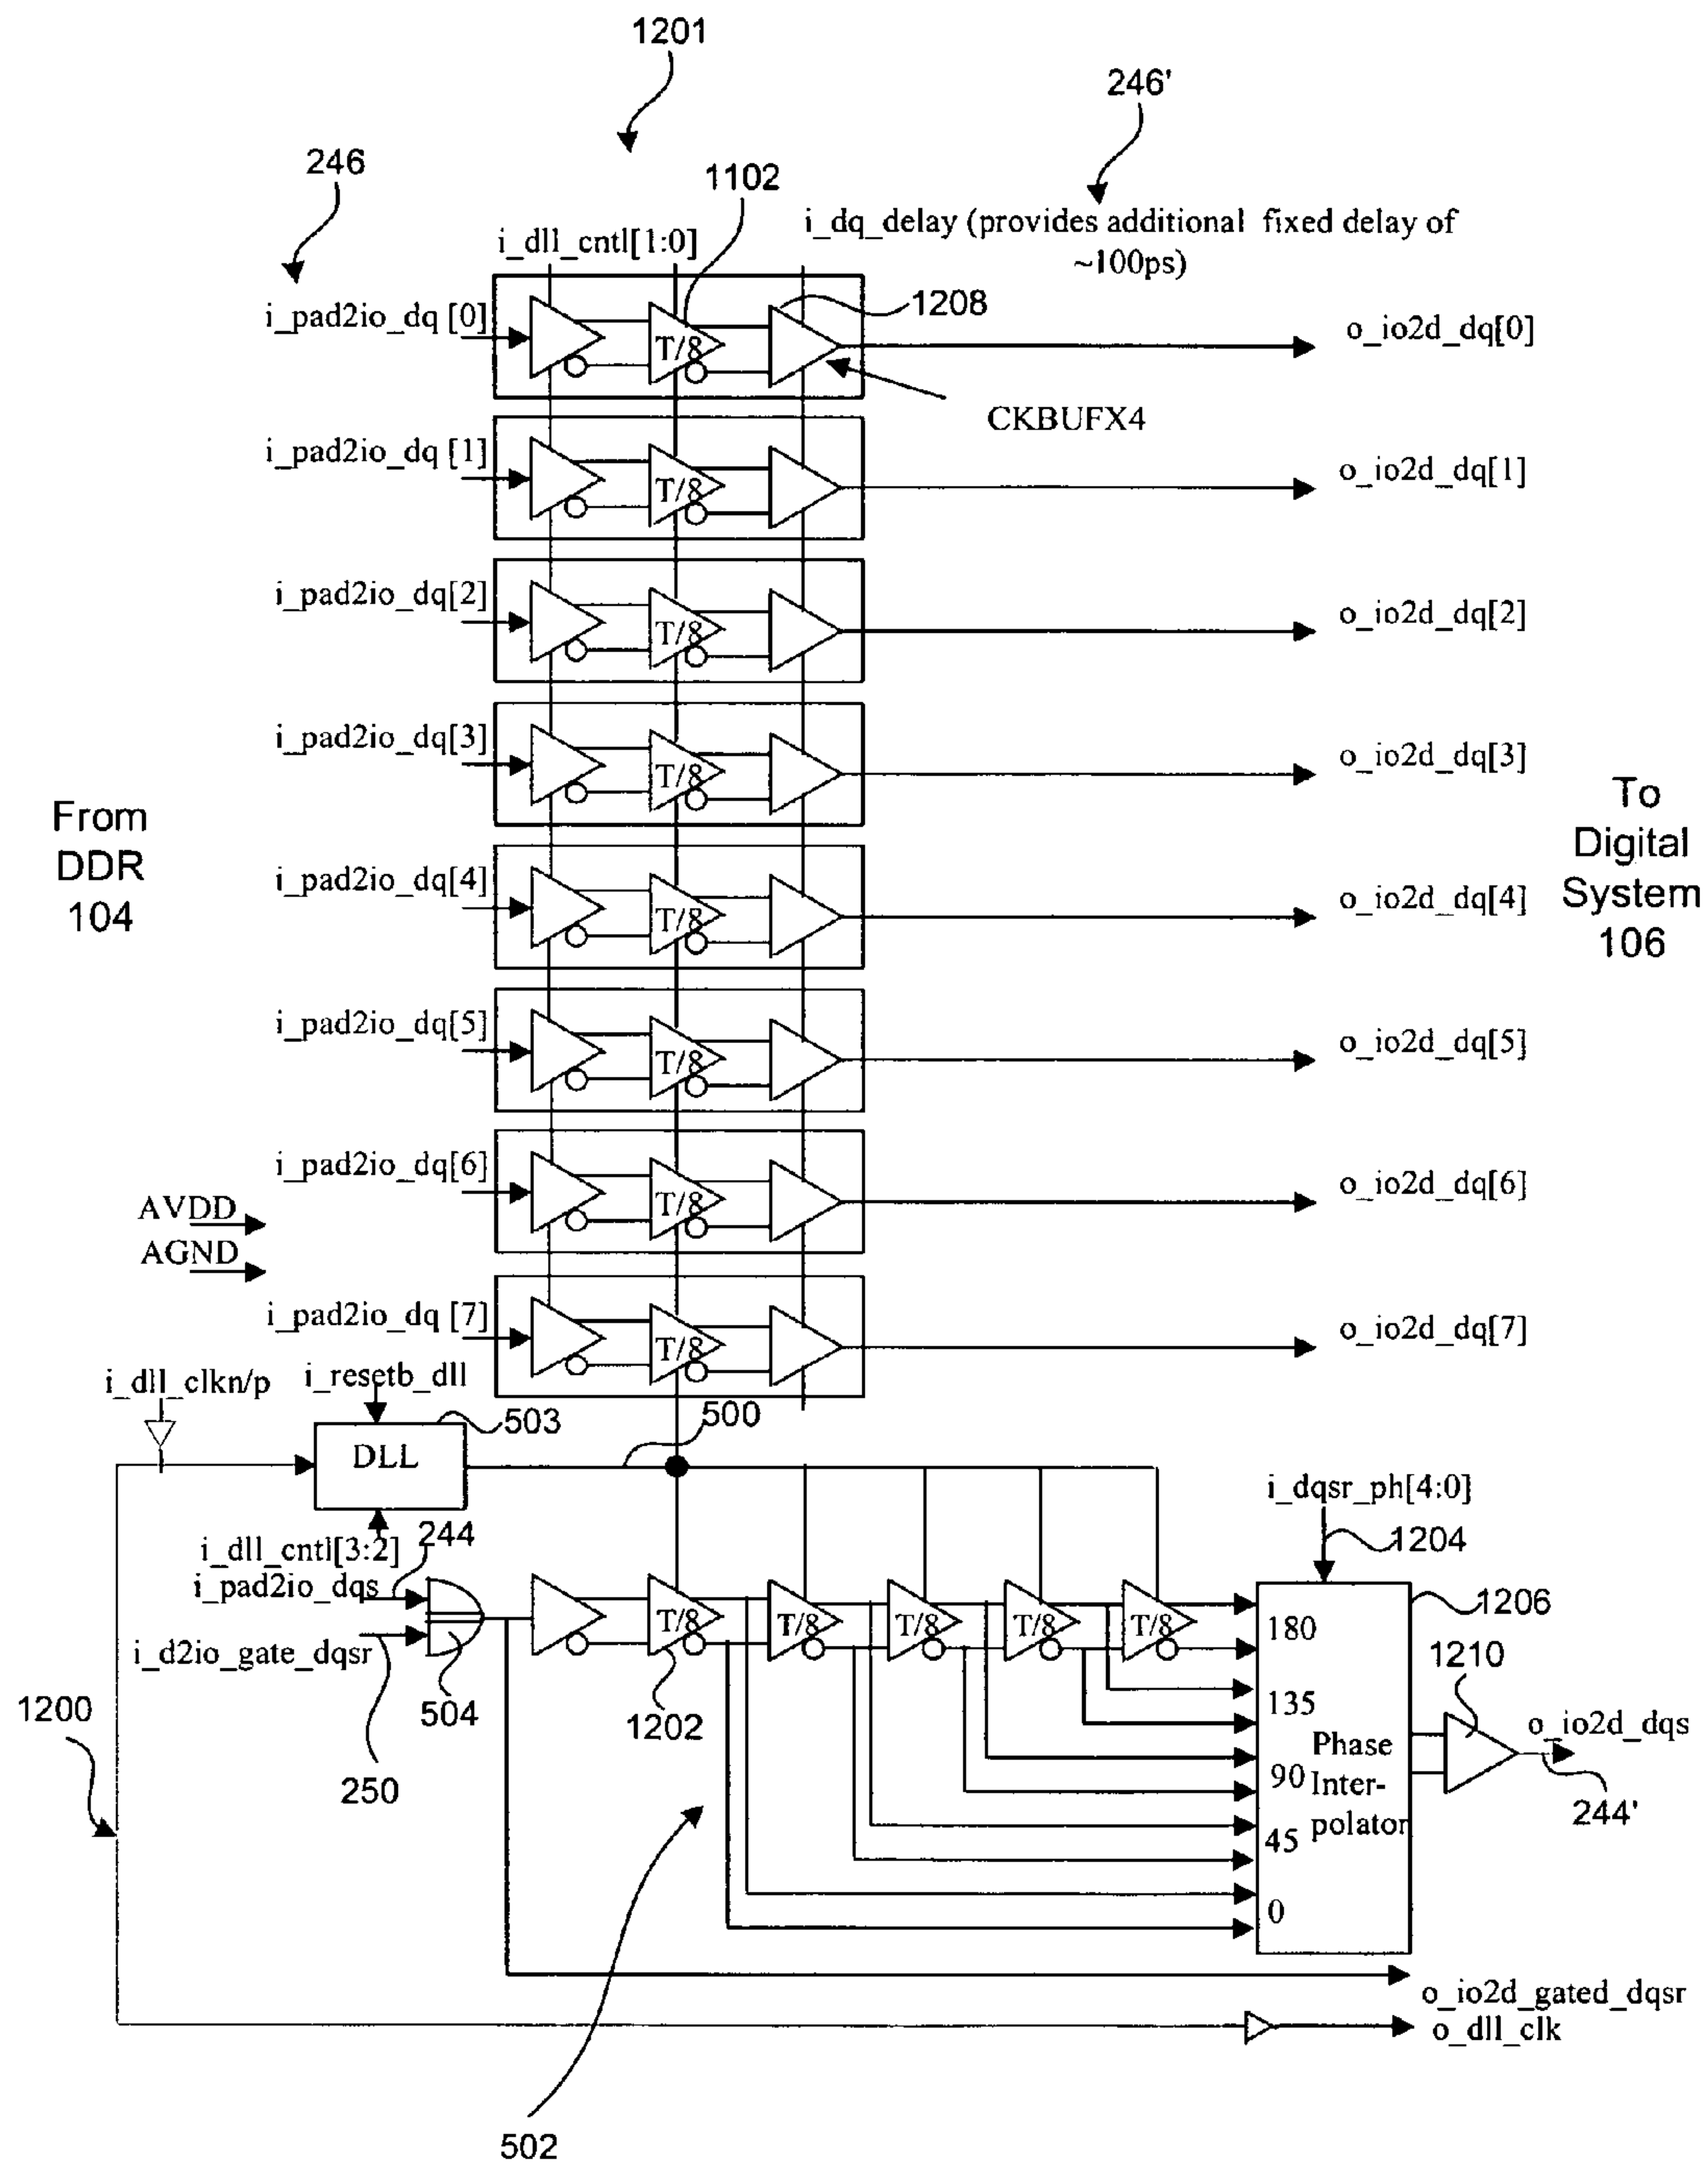 1201
246'
246
1102
i_dll_cntl[1:0]
i_dq_delay (provides additional fixed delay of
~100ps)
1208
i_pad2io_dq [0]
T/8
o_io2d_dq[0]
CKBUFX4
i_pad2io_dq [1]
T/8
o_io2d_dq[1]
i_pad2io_dq[2]
T/8
o_io2d_dq[2]
i_pad2io_dq[3]
T/8
o_io2d_dq[3]
From
DDR
104
To
Digital
System
106
i_pad2io_dq[4]
T/8
o_io2d_dq[4]
i_pad2io_dq[5]
T/8
o_io2d_dq[5]
i_pad2io_dq[6]
T/8
o_io2d_dq[6]
AVDD
AGND
i_pad2io_dq [7]
T/8
o_io2d_dq[7]
i_dll_clkn/p
i_resetb_dll
503
500
DLL
i_dll_cntl[3:2]
244
i_pad2io_dqs
i_d2io_gate_dqsr
504
250
1200
T/8
T/8
T/8
T/8
T/8
1202
i_dqsr_ph[4:0]
1204
1206
180
135
90
45
0
Phase
Inter-
polator
1210
o_io2d_dqs
244'
o_io2d_gated_dqsr
o_dll_clk
502